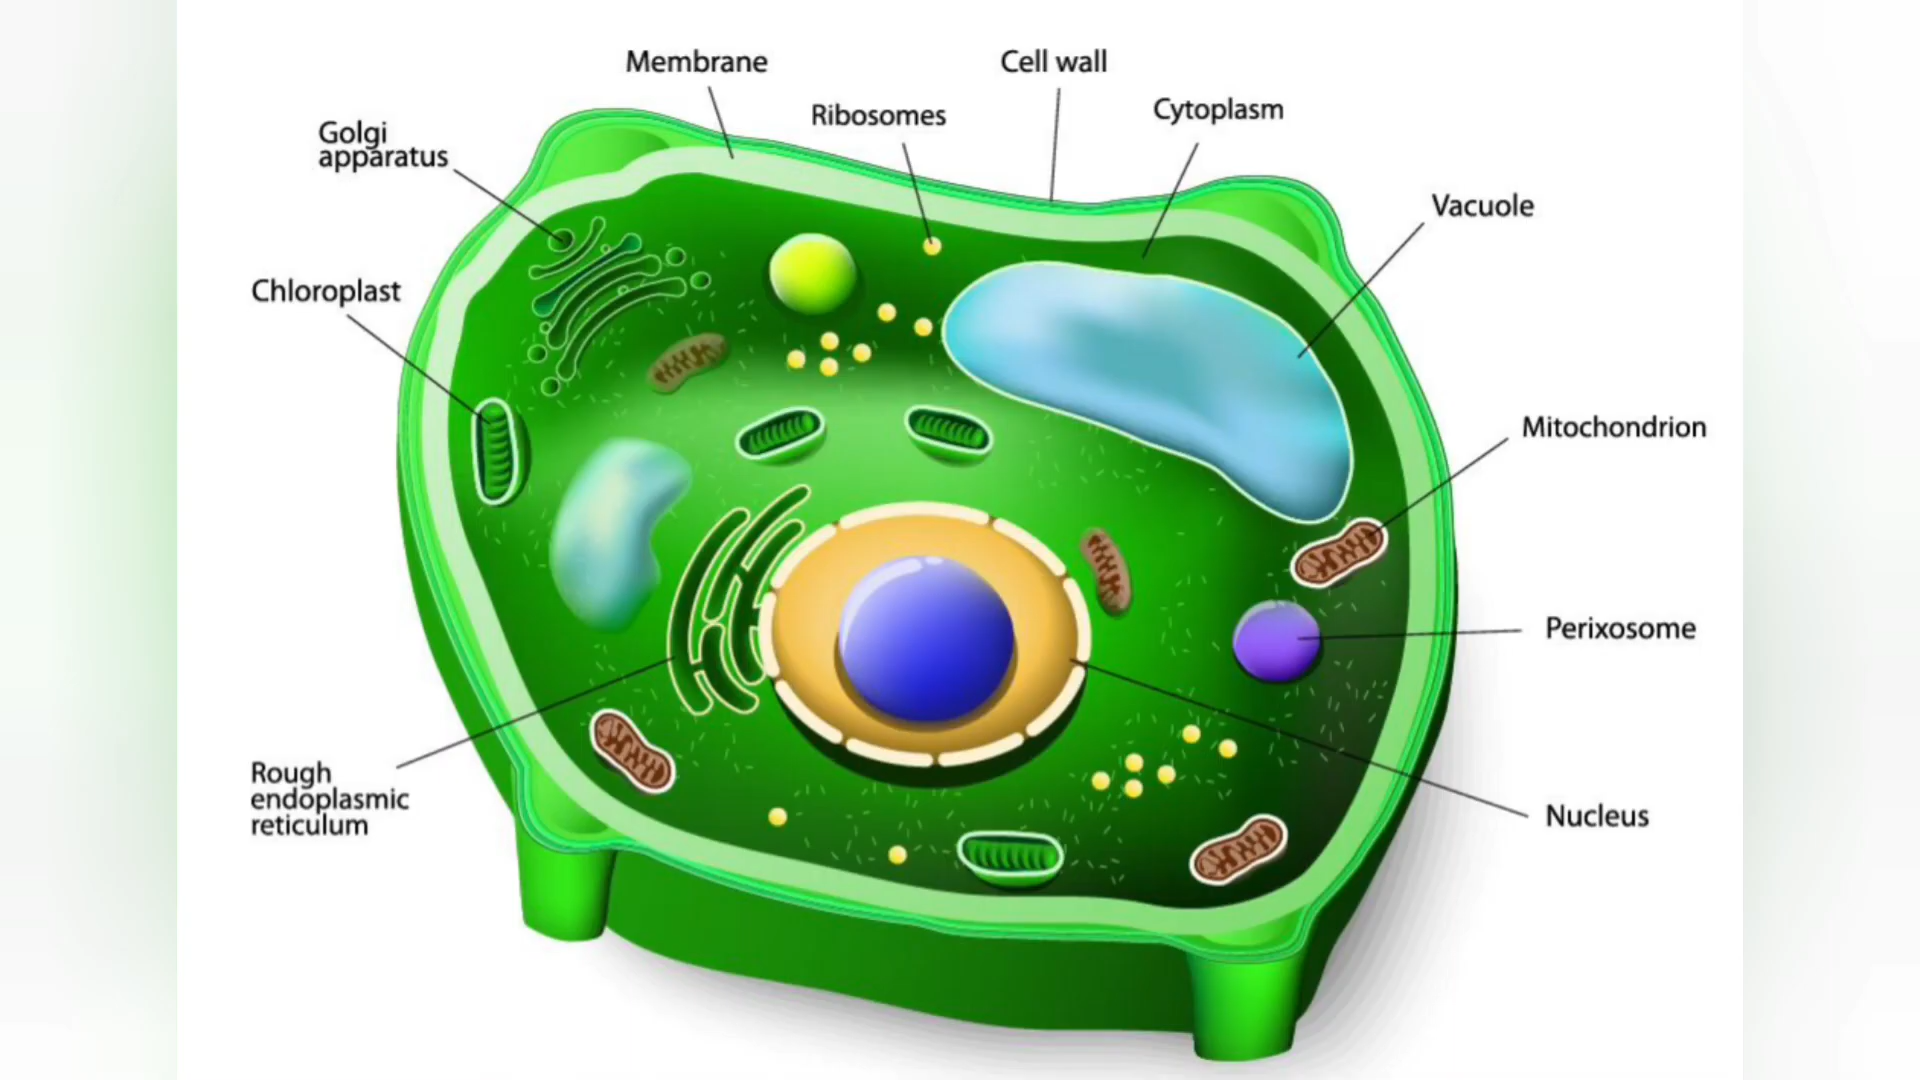 Membrane
Cell wall
Ribosomes
Cytoplasm
Golgi
apparatus
Vacuole
Chloroplast
Mitochondrion
Perixosome
Rough
endoplasmic
reticulum
Nucleus